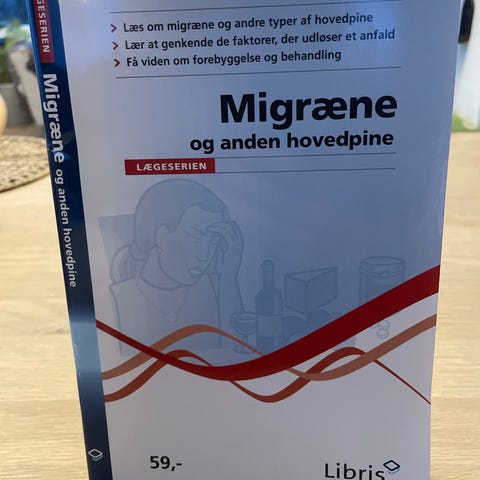 > Læs om migræne og andre typer af hovedpine
> Lær at genkende de faktorer, der udløser et anfald
> Få viden om forebyggelse og behandling
Migræne
og anden hovedpine
LÆGESERIEN
59,-
Libris
LÆGESERIEN
Migræne og anden hovedpine